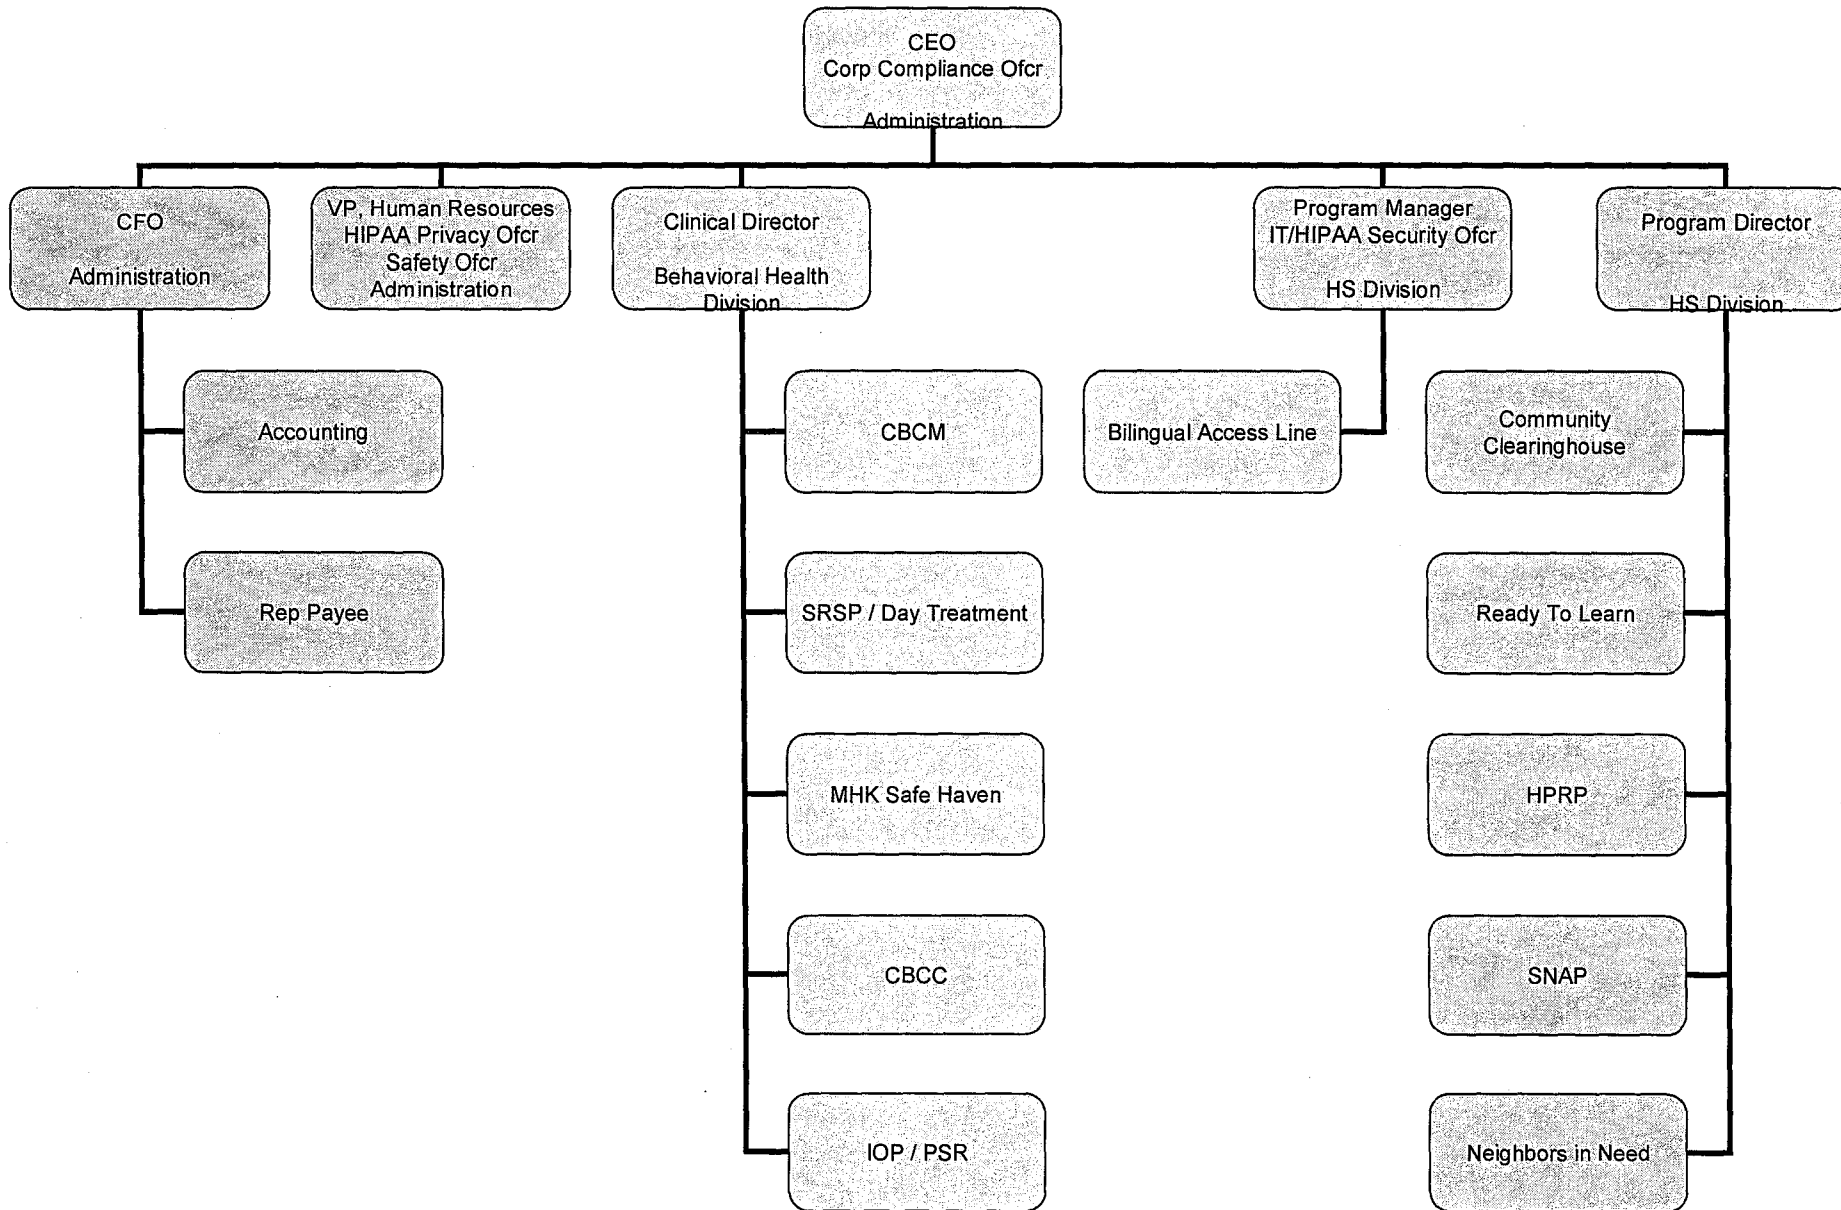 CEO
Corp Compliance Ofcr
Administration
CFO
Administration
VP, Human Resources
HIPAA Privacy Ofcr
Safety Ofcr
Administration
Clinical Director
Behavioral Health
Division
Program Manager
IT/HIPAA Security Ofcr
HS Division
Program Director
HS Division
Accounting
Rep Payee
CBCM
SRSP / Day Treatment
MHK Safe Haven
CBCC
IOP / PSR
Bilingual Access Line
Community
Clearinghouse
Ready To Learn
HPRP
SNAP
Neighbors in Need